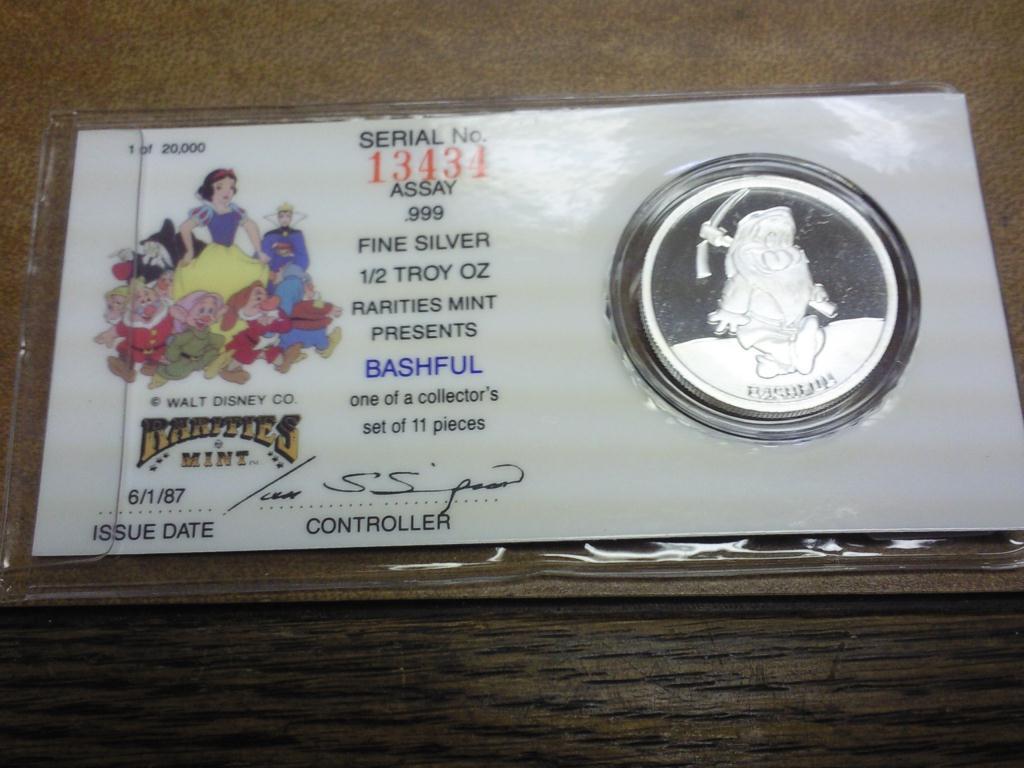 1 of 20,000
SERIAL No.
13434
ASSAY
.999
FINE SILVER
1/2 TROY OZ
RARITIES MINT
PRESENTS
BASHFUL
one of a collector's
set of 11 pieces
© WALT DISNEY CO.
RARITIES
MINT
6/1/87
ISSUE DATE
CONTROLLER
BASHFUL